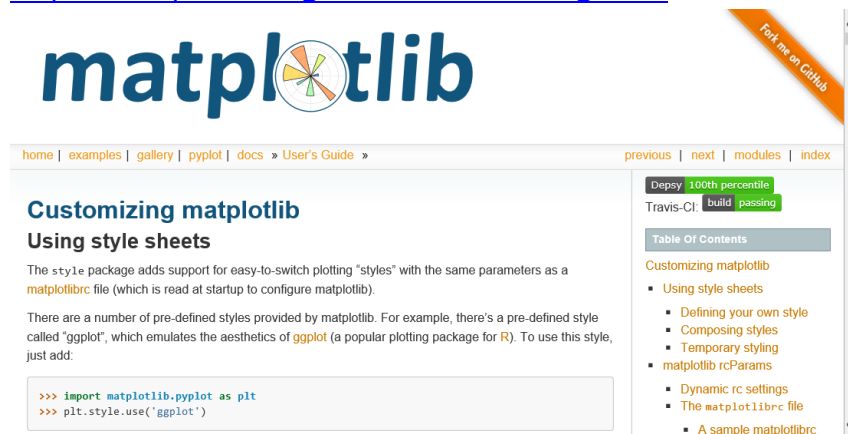 matplotlib
Fork me on GitHub
home | examples | gallery | pyplot | docs » User's Guide »
previous | next | modules | index
Customizing matplotlib
Using style sheets
The style package adds support for easy-to-switch plotting "styles" with the same parameters as a
matplotlibrc file (which is read at startup to configure matplotlib).
There are a number of pre-defined styles provided by matplotlib. For example, there's a pre-defined style
called "ggplot", which emulates the aesthetics of ggplot (a popular plotting package for R). To use this style,
just add:
>>> import matplotlib.pyplot as plt
>>> plt.style.use('ggplot')
Depsy 100th percentile
Travis-CI: build passing
Table Of Contents
Customizing matplotlib
▪ Using style sheets
▪ Defining your own style
▪ Composing styles
▪ Temporary styling
▪ matplotlib rcParams
▪ Dynamic rc settings
▪ The matplotlibrc file
▪ A sample matplotlibrc